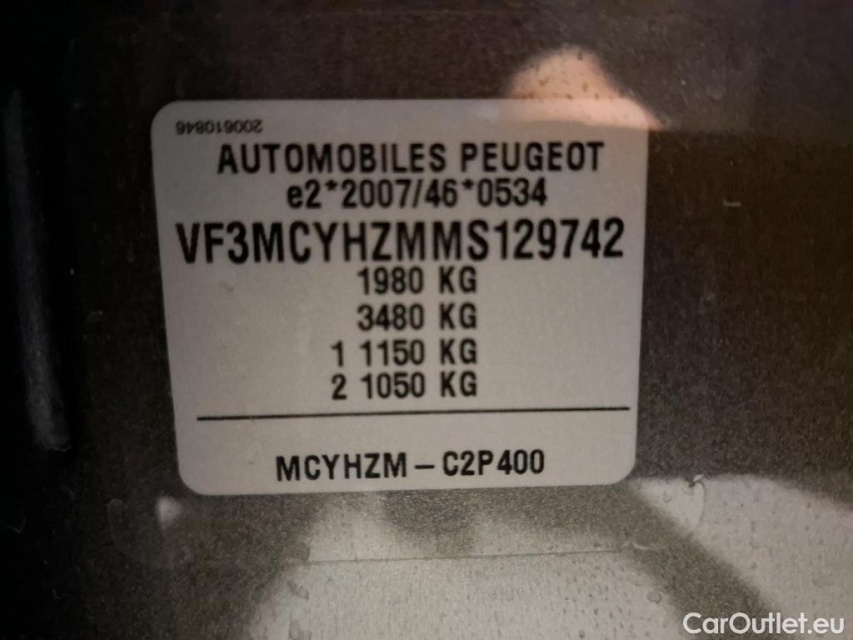 200610846
AUTOMOBILES PEUGEOT
e2*2007/46*0534
VF3MCYHZMMS129742
1980 KG
3480 KG
1 1150 KG
2 1050 KG
MCYHZM-C2P400
CarOutlet.eu